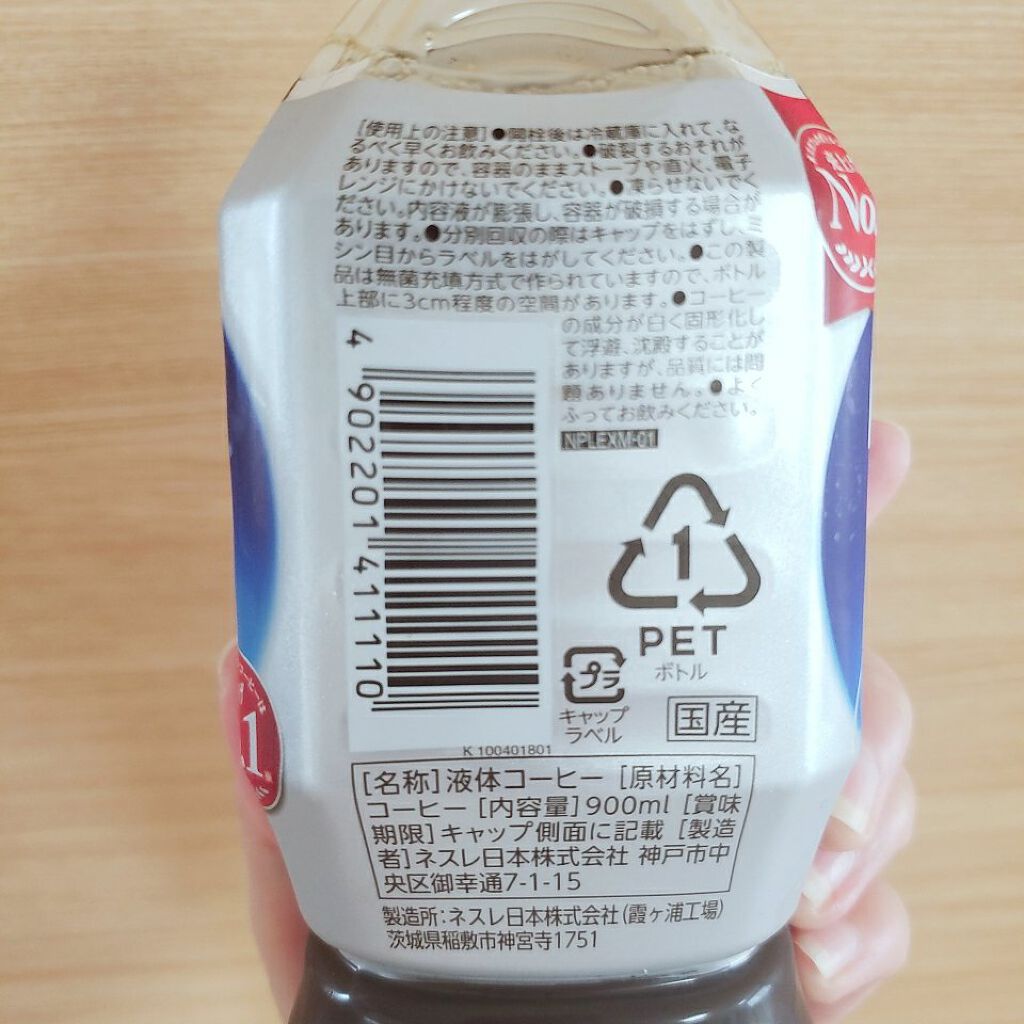 【使用上の注意】●開栓後は冷蔵庫に入れて、な
るべく早くお飲みください。●破裂するおそれが
ありますので、容器のままストーブや直火、電子
レンジにかけないでください。●凍らせないでく
ださい。内容液が膨張し、容器が破損する場合が
あります。●分別回収の際はキャップをはずし、ミ
シン目からラベルをはがしてください。●この製
品は無菌充填方式で作られていますので、ボトル
上部に3cm程度の空間があります。●コーヒー
の成分が白く固形化し
て浮遊、沈殿することが
ありますが、品質には問
題ありません。●よく
ふってお飲みください。
NPLEXM-01
No.
4 902201 411110
1
PET
ボトル
プラ
キャップ
ラベル
国産
K 100401801
1
[名称]液体コーヒー [原材料名]
コーヒー [内容量]900ml [賞味
期限]キャップ側面に記載 [製造
者]ネスレ日本株式会社 神戸市中
央区御幸通7-1-15
製造所:ネスレ日本株式会社(霞ヶ浦工場)
茨城県稲敷市神宮寺1751